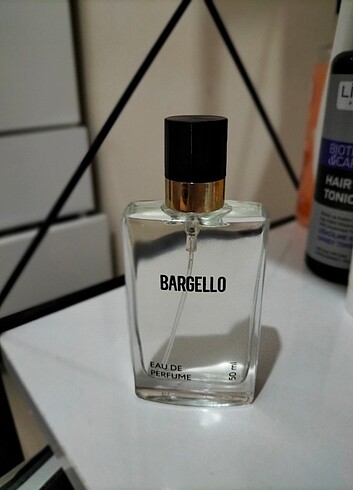 BARGELLO
EAU DE
PERFUME
50 ml
HAIR
TONIC